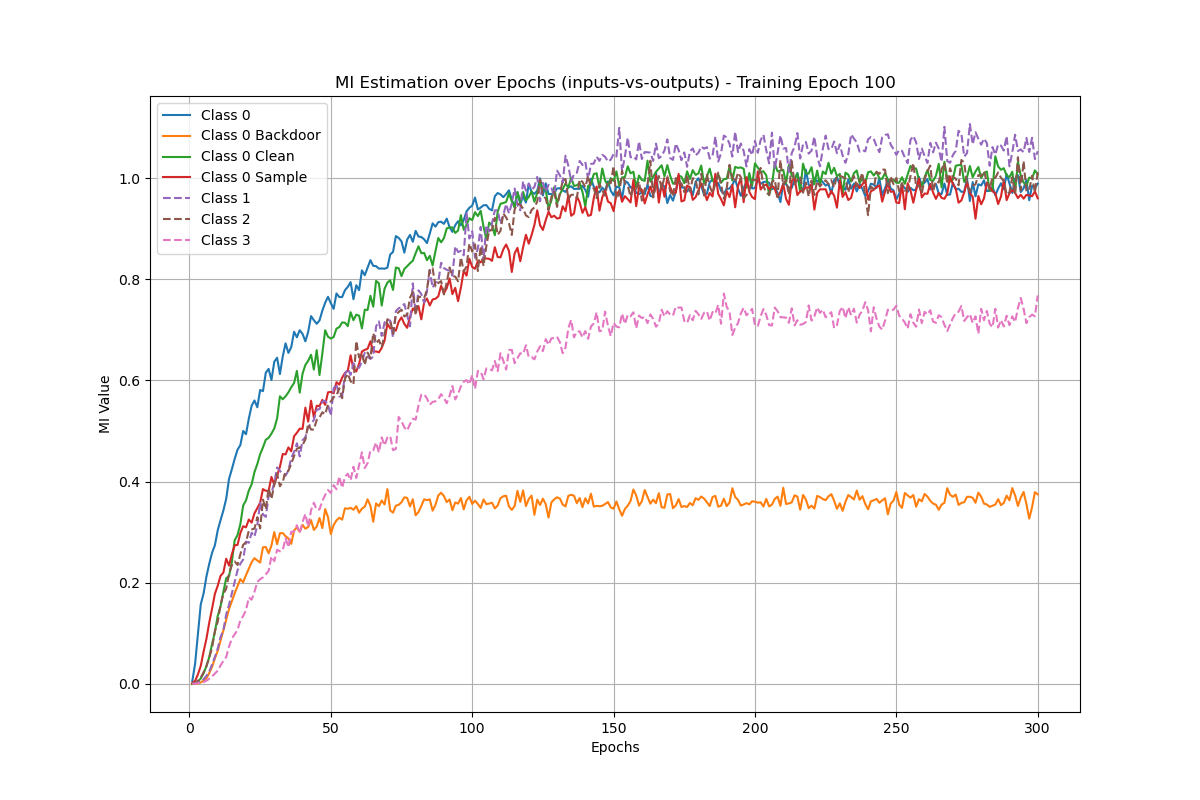 MI Estimation over Epochs (inputs-vs-outputs) - Training Epoch 100
Class 0
Class 0 Backdoor
Class 0 Clean
Class 0 Sample
Class 1
Class 2
Class 3
MI Value
1.0
0.8
0.6
0.4
0.2
0.0
0 50 100 150 200 250 300
Epochs